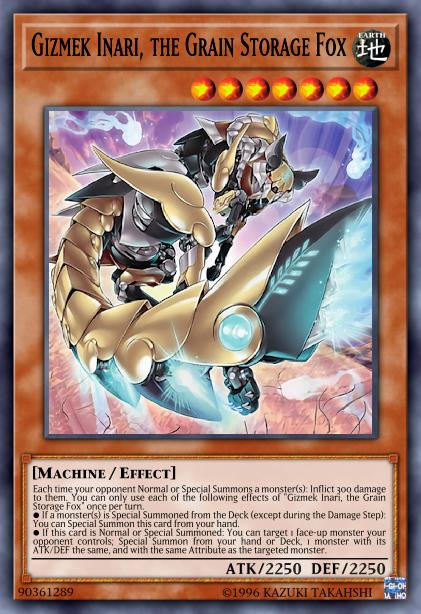 GIZMEK INARI, THE GRAIN STORAGE FOX
EARTH
地
[MACHINE / EFFECT]
Each time your opponent Normal or Special Summons a monster(s): Inflict 300 damage
to them. You can only use each of the following effects of "Gizmek Inari, the Grain
Storage Fox" once per turn.
● If a monster(s) is Special Summoned from the Deck (except during the Damage Step):
You can Special Summon this card from your hand.
● If this card is Normal or Special Summoned: You can target 1 face-up monster your
opponent controls; Special Summon from your hand or Deck, 1 monster with its
ATK/DEF the same, and with the same Attribute as the targeted monster.
ATK/2250 DEF/2250
90361289
©1996 KAZUKI TAKAHSHI